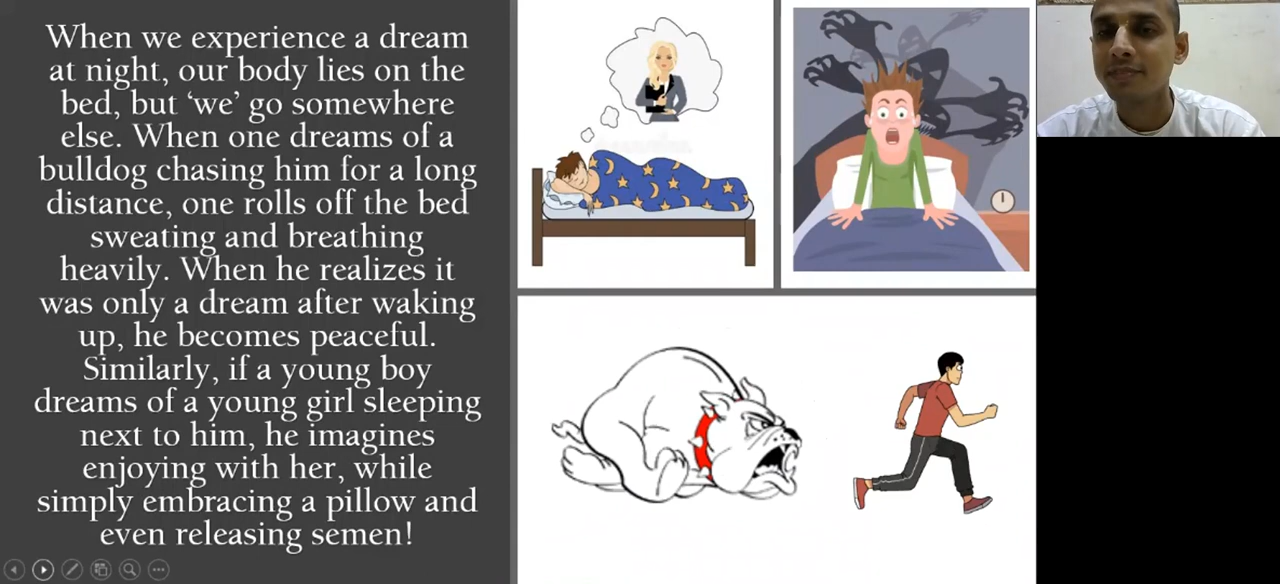 When we experience a dream
at night, our body lies on the
bed, but ‘we’ go somewhere
else. When one dreams of a
bulldog chasing him for a long
distance, one rolls off the bed
sweating and breathing
heavily. When he realizes it
was only a dream after waking
up, he becomes peaceful.
Similarly, if a young boy
dreams of a young girl sleeping
next to him, he imagines
enjoying with her, while
simply embracing a pillow and
even releasing semen!